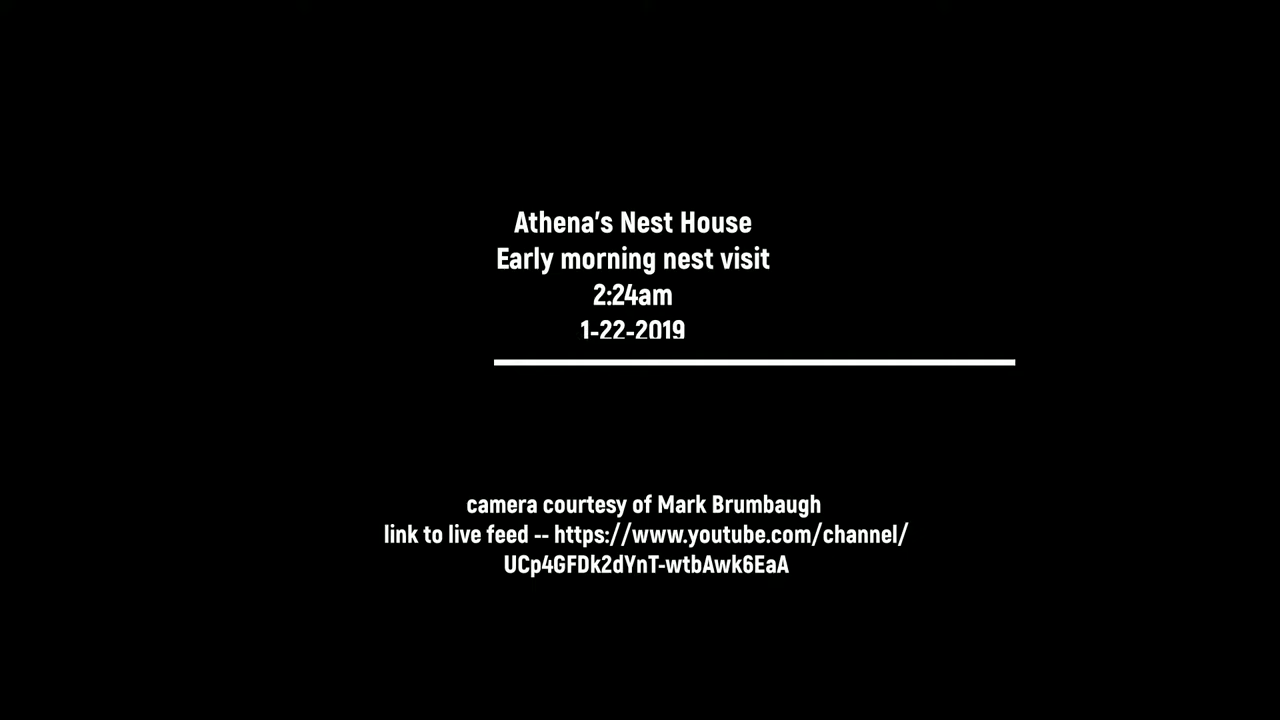 Athena's Nest House
Early morning nest visit
2:24am
1-22-2019
camera courtesy of Mark Brumbaugh
link to live feed -- https://www.youtube.com/channel/
UCp4GFDk2dYnT-wtbAwk6EaA